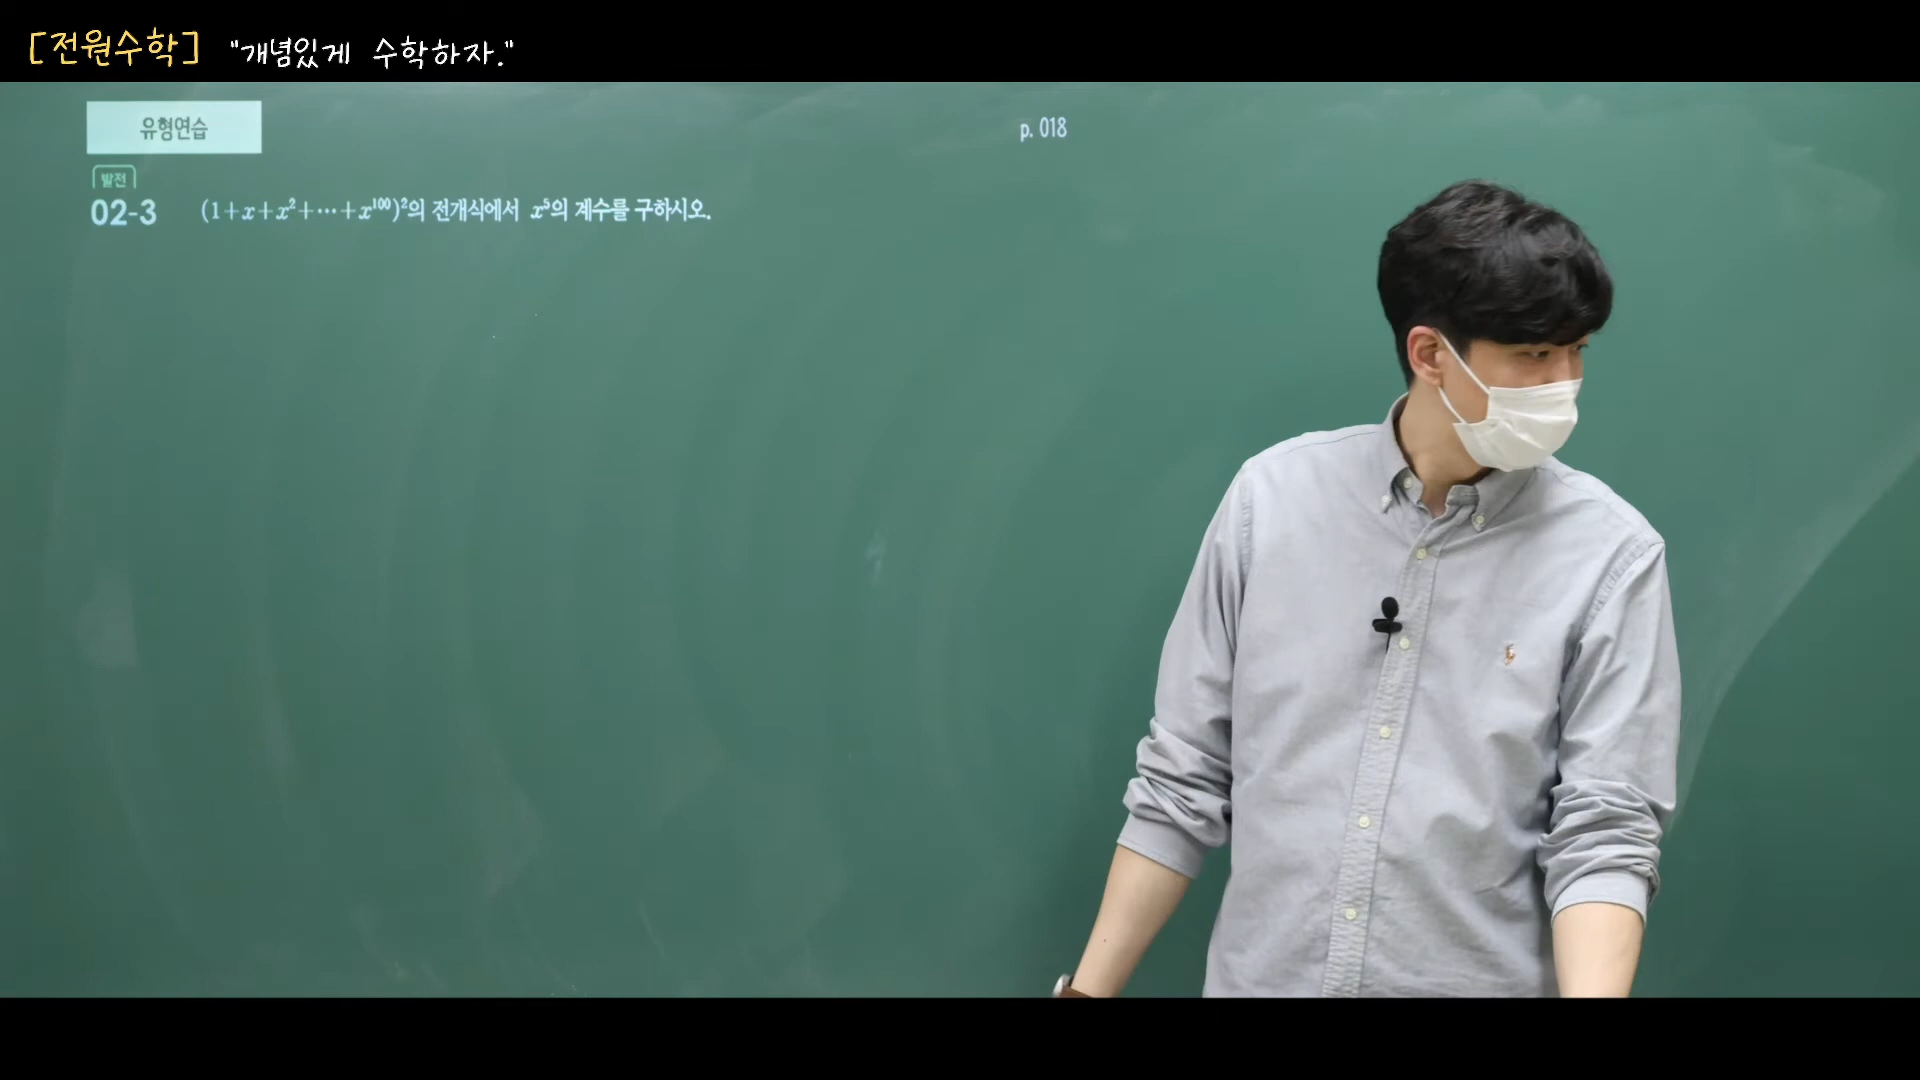 [전원수학] "개념있게 수학하자."
유형연습
p. 018
발전
02-3 (1+x+x²+···+x¹⁰⁰)²의 전개식에서 x⁵의 계수를 구하시오.